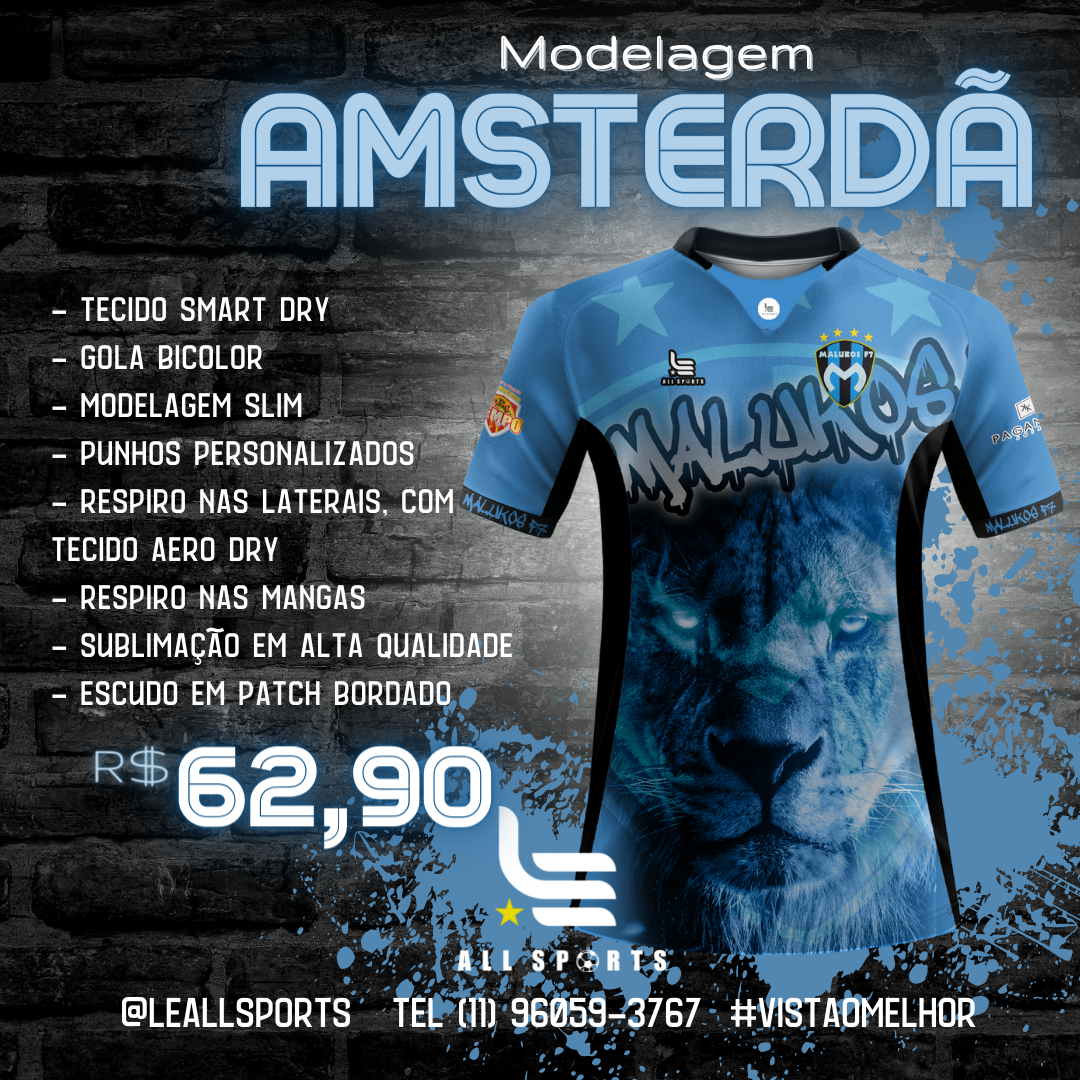 Modelagem
AMSTERDÃ
- TECIDO SMART DRY
- GOLA BICOLOR
- MODELAGEM SLIM
- PUNHOS PERSONALIZADOS
- RESPIRO NAS LATERAIS, COM
TECIDO AERO DRY
- RESPIRO NAS MANGAS
- SUBLIMAÇÃO EM ALTA QUALIDADE
- ESCUDO EM PATCH BORDADO
R$ 62,90
ALL SPORTS
MALUKOS F7
M
MALUKOS
MALUKOS F7
MALUKOS F7
LE
ALL SPORTS
@LEALLSPORTS TEL (11) 96059-3767 #VISTAOMELHOR